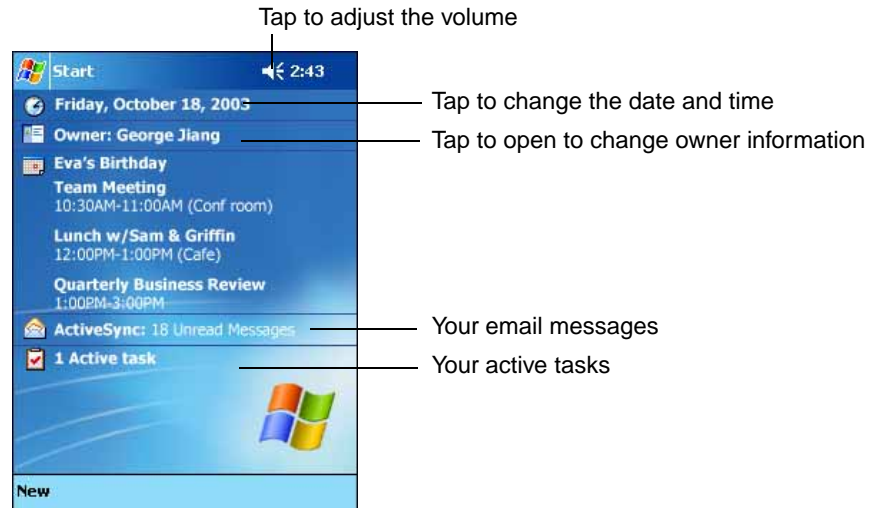 Tap to adjust the volume
Start 2:43
Friday, October 18, 2003
Tap to change the date and time
Owner: George Jiang
Tap to open to change owner information
Eva's Birthday
Team Meeting
10:30AM-11:00AM (Conf room)
Lunch w/Sam & Griffin
12:00PM-1:00PM (Cafe)
Quarterly Business Review
1:00PM-3:00PM
ActiveSync: 18 Unread Messages
Your email messages
1 Active task
Your active tasks
New